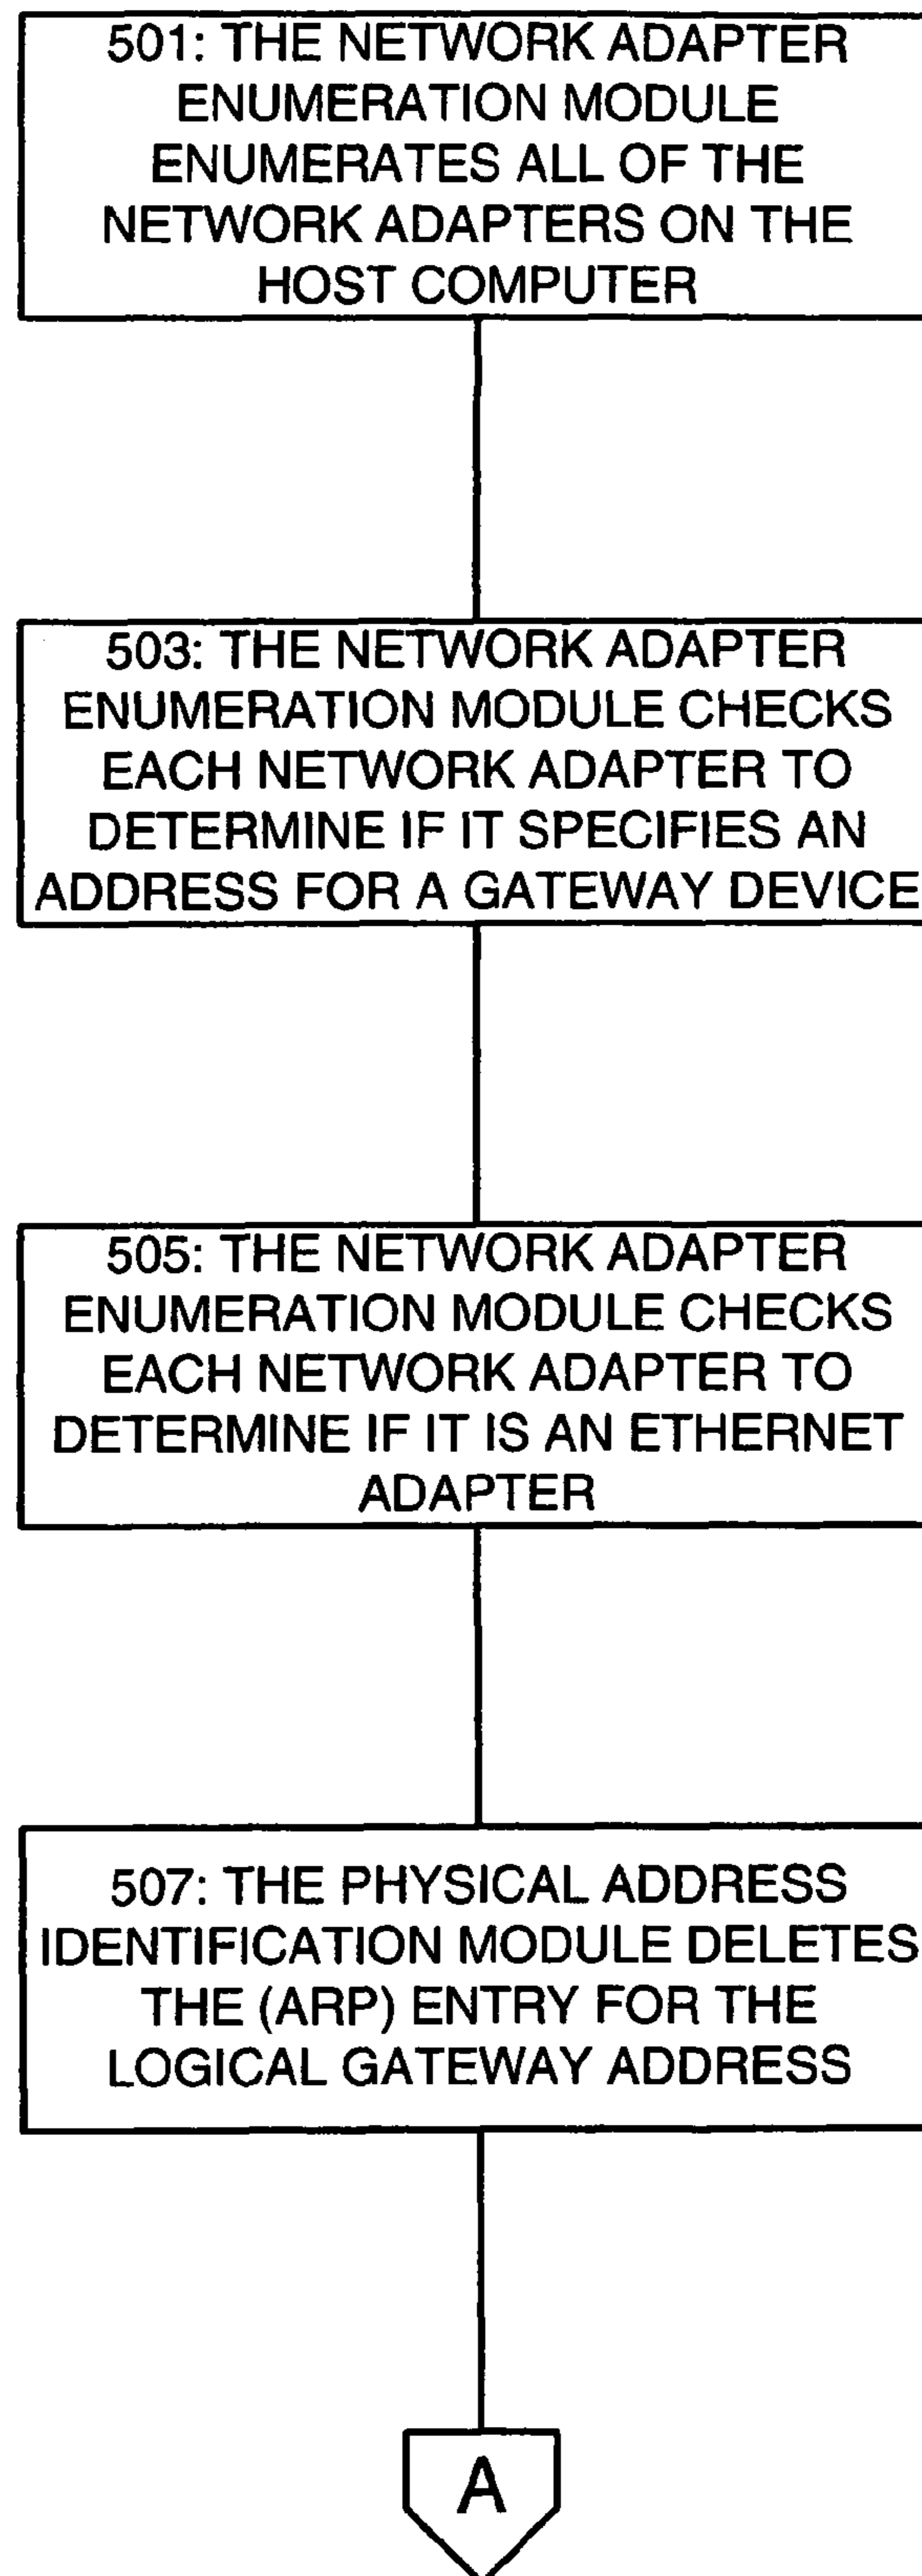 501: THE NETWORK ADAPTER
ENUMERATION MODULE
ENUMERATES ALL OF THE
NETWORK ADAPTERS ON THE
HOST COMPUTER
503: THE NETWORK ADAPTER
ENUMERATION MODULE CHECKS
EACH NETWORK ADAPTER TO
DETERMINE IF IT SPECIFIES AN
ADDRESS FOR A GATEWAY DEVICE
505: THE NETWORK ADAPTER
ENUMERATION MODULE CHECKS
EACH NETWORK ADAPTER TO
DETERMINE IF IT IS AN ETHERNET
ADAPTER
507: THE PHYSICAL ADDRESS
IDENTIFICATION MODULE DELETES
THE (ARP) ENTRY FOR THE
LOGICAL GATEWAY ADDRESS
A